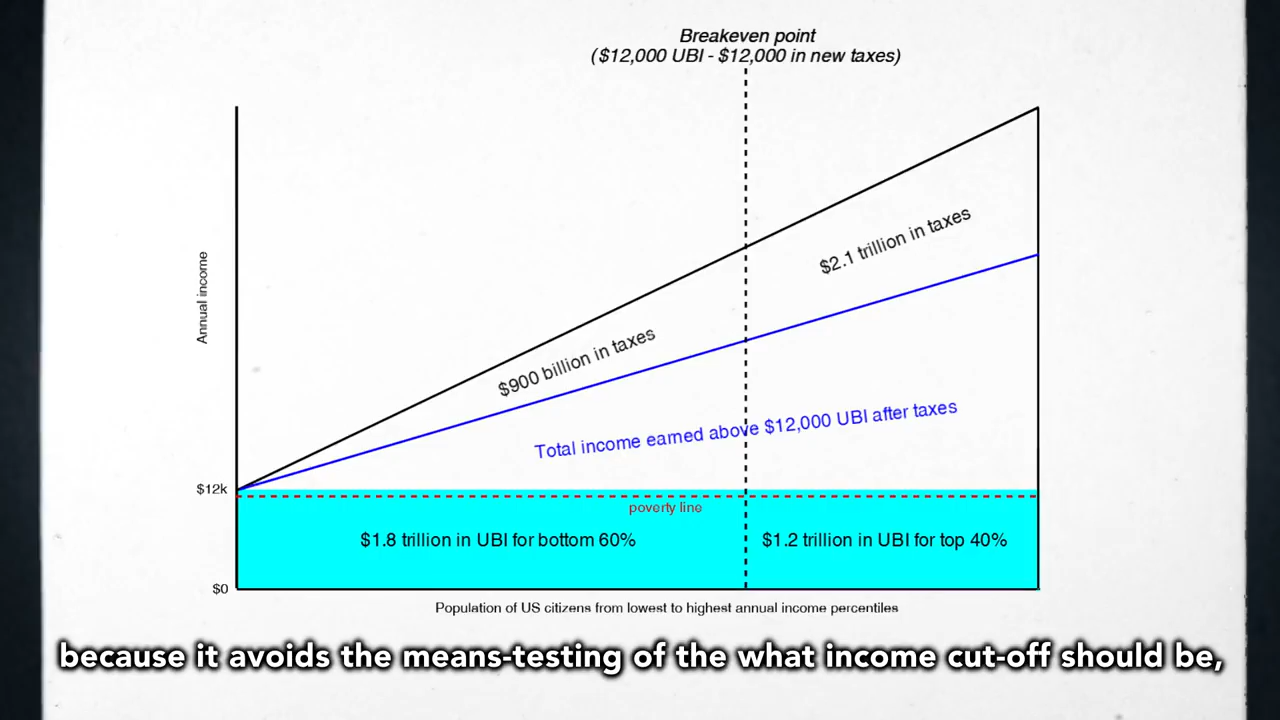 Breakeven point
($12,000 UBI - $12,000 in new taxes)
Annual income
$2.1 trillion in taxes
$900 billion in taxes
Total income earned above $12,000 UBI after taxes
$12k
poverty line
$1.8 trillion in UBI for bottom 60%
$1.2 trillion in UBI for top 40%
$0
Population of US citizens from lowest to highest annual income percentiles
because it avoids the means-testing of the what income cut-off should be,